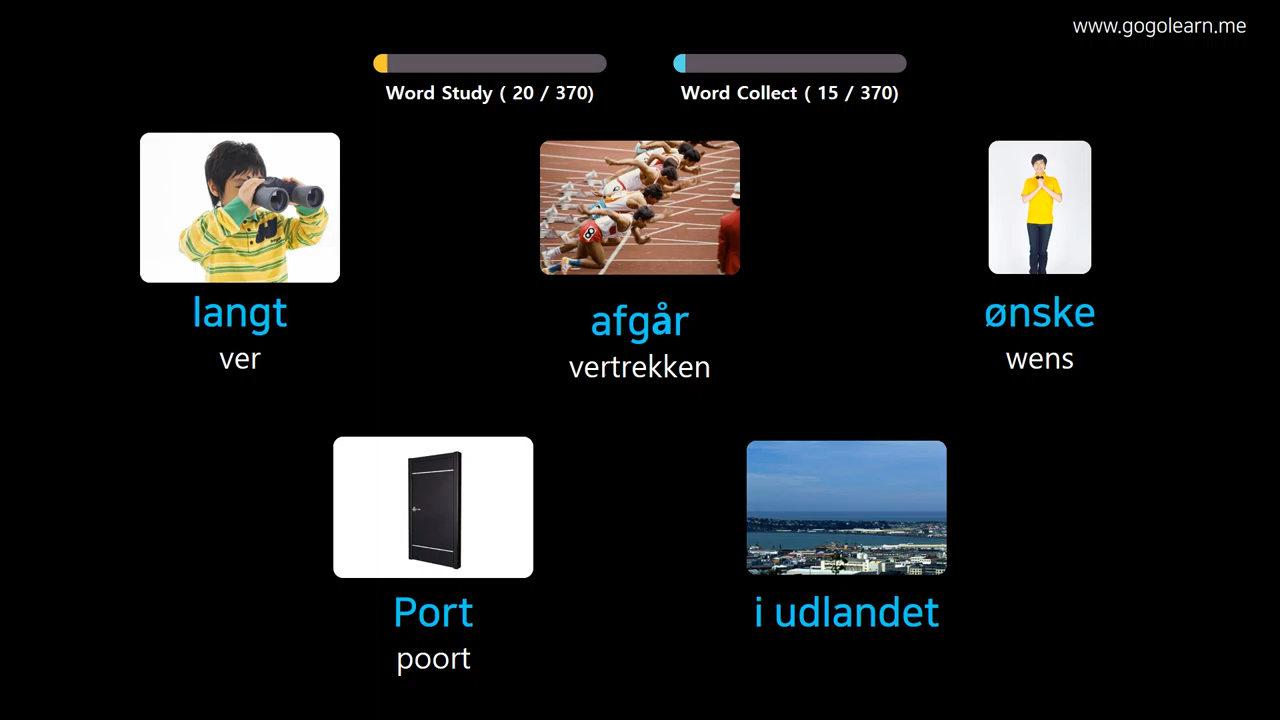 www.gogolearn.me
Word Study ( 20 / 370)
Word Collect ( 15 / 370)
langt
ver
afgår
vertrekken
ønske
wens
Port
poort
i udlandet